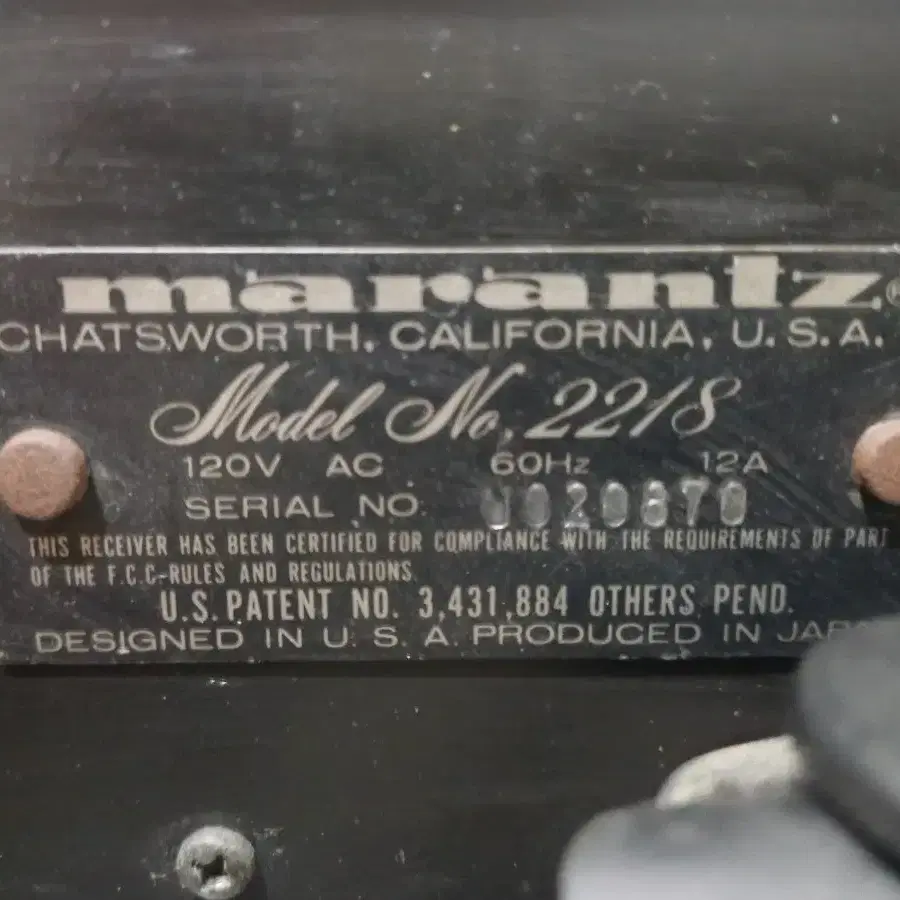 marantz
CHATSWORTH, CALIFORNIA, U.S.A.
Model No. 2218
120V AC 60Hz 12A
SERIAL NO.
THIS RECEIVER HAS BEEN CERTIFIED FOR COMPLIANCE WITH THE REQUIREMENTS OF PART
OF THE F.C.C-RULES AND REGULATIONS
U.S. PATENT NO. 3,431,884 OTHERS PEND.
DESIGNED IN U. S. A. PRODUCED IN